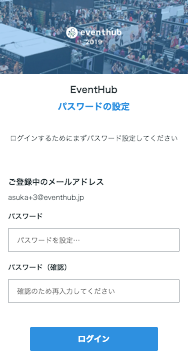 eventhub
2019
EventHub
パスワードの設定
ログインするためにまずパスワード設定してください
ご登録中のメールアドレス
asuka+3@eventhub.jp
パスワード
パスワードを設定…
パスワード（確認）
確認のため再入力してください
ログイン